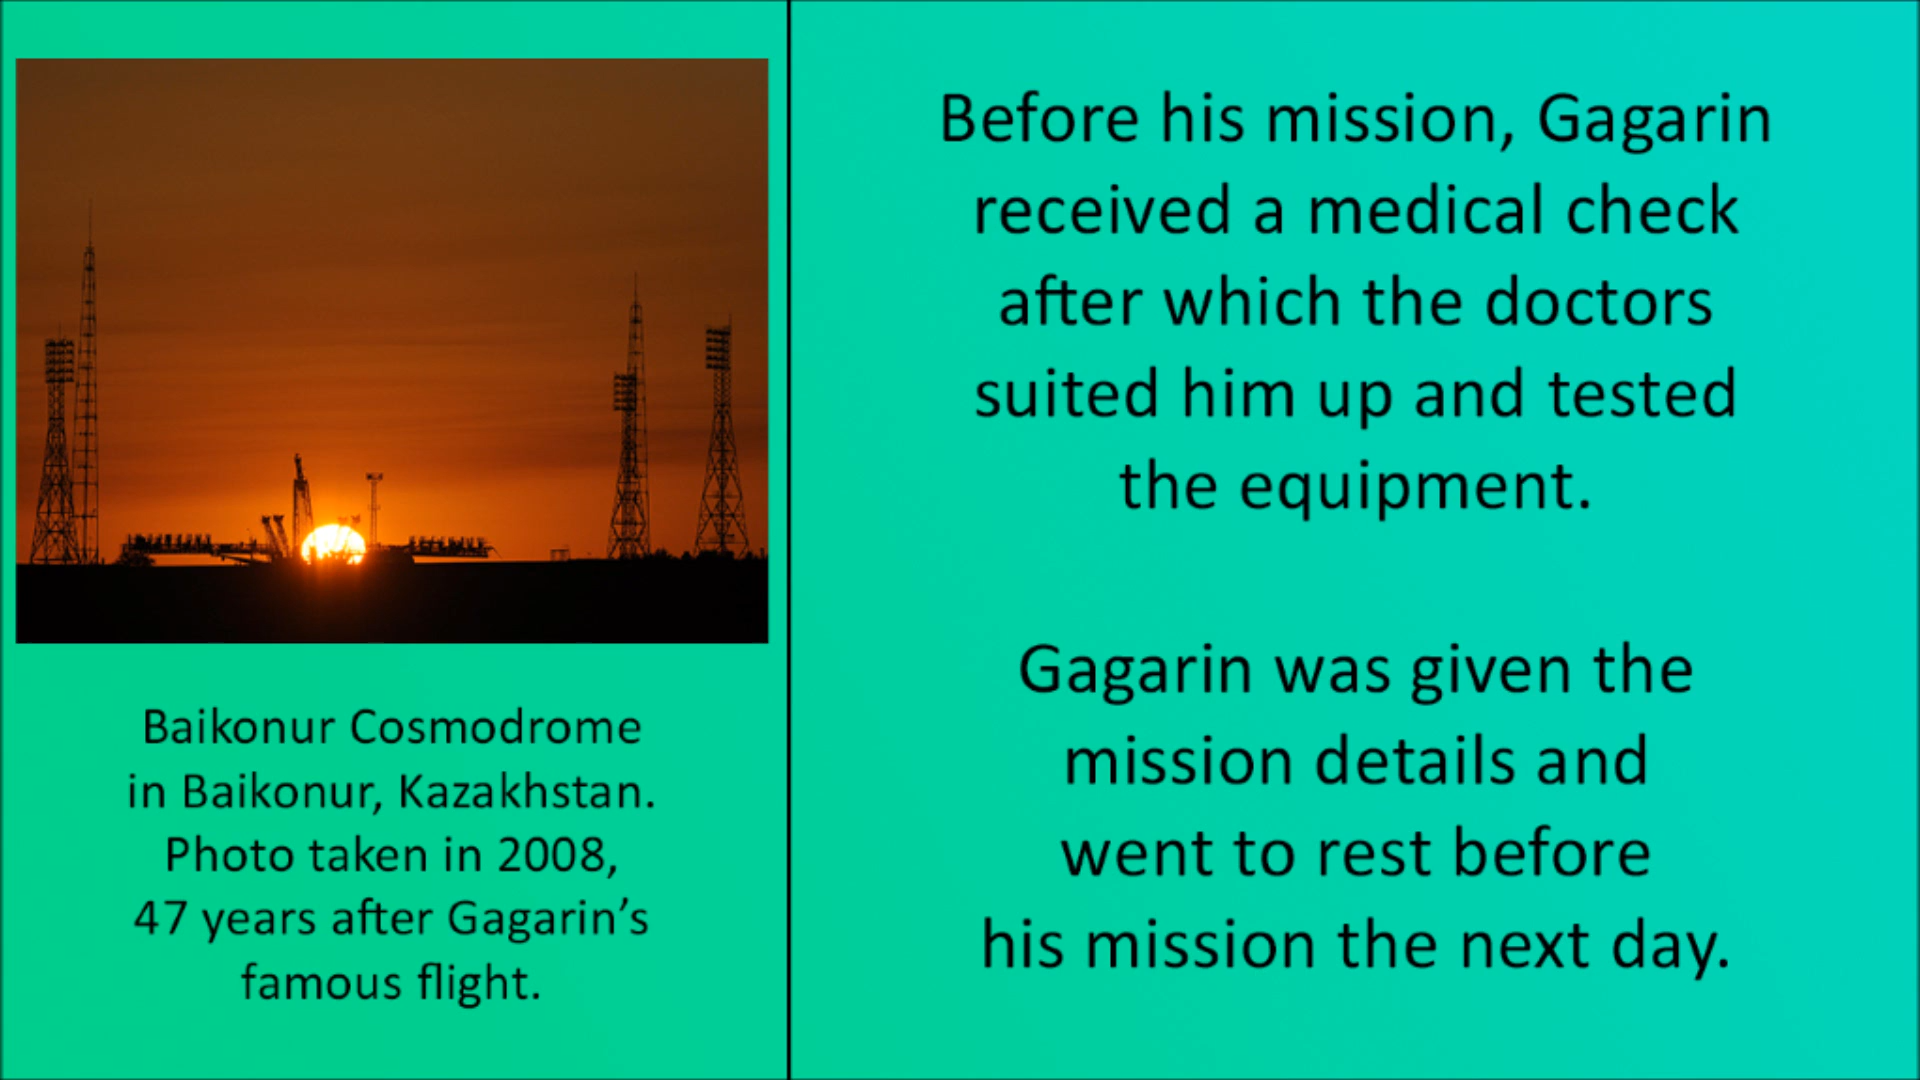 Baikonur Cosmodrome
in Baikonur, Kazakhstan.
Photo taken in 2008,
47 years after Gagarin’s
famous flight.
Before his mission, Gagarin
received a medical check
after which the doctors
suited him up and tested
the equipment.
Gagarin was given the
mission details and
went to rest before
his mission the next day.